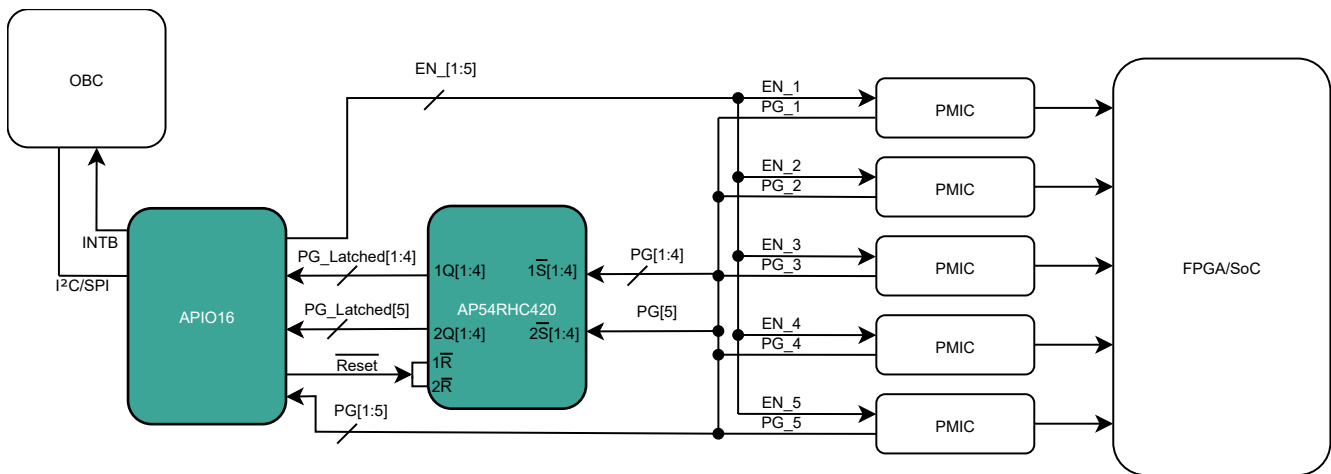 OBC
INTB
I²C/SPI
APIO16
EN_[1:5]
PG_Latched[1:4]
PG_Latched[5]
R̅e̅s̅e̅t̅
PG[1:5]
1Q[1:4]
1S̅[1:4]
AP54RHC420
2Q[1:4]
2S̅[1:4]
1R̅
2R̅
PG[1:4]
PG[5]
EN_1
PG_1
PMIC
EN_2
PG_2
PMIC
EN_3
PG_3
PMIC
EN_4
PG_4
PMIC
EN_5
PG_5
PMIC
FPGA/SoC